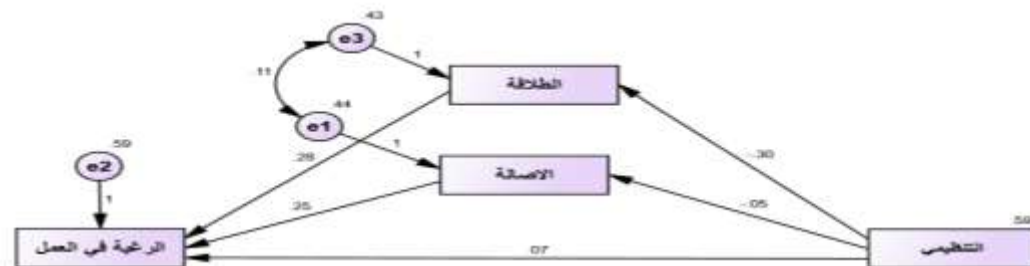 .43
e3
1
الطلاقة
.11
.44
e1
1
.59
e2
.28
-.30
الاصالة
1
.25
-.05
.59
الرغبة في العمل
.07
التنظيمي